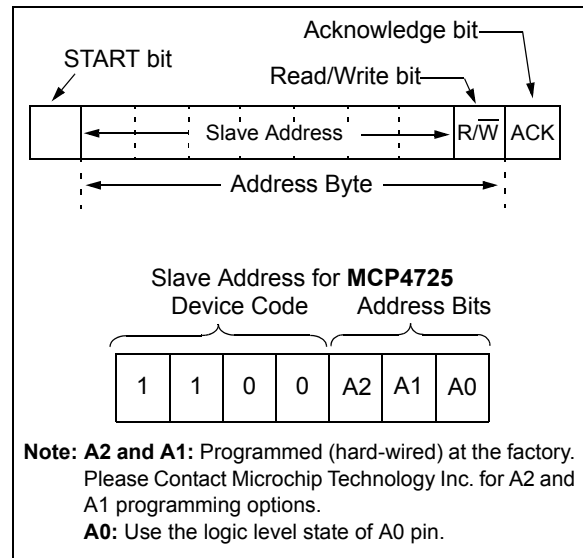 Acknowledge bit
START bit
Read/Write bit
Slave Address
R/W̅
ACK
Address Byte
Slave Address for MCP4725
Device Code
Address Bits
1 1 0 0 A2 A1 A0
Note: A2 and A1: Programmed (hard-wired) at the factory.
Please Contact Microchip Technology Inc. for A2 and
A1 programming options.
A0: Use the logic level state of A0 pin.